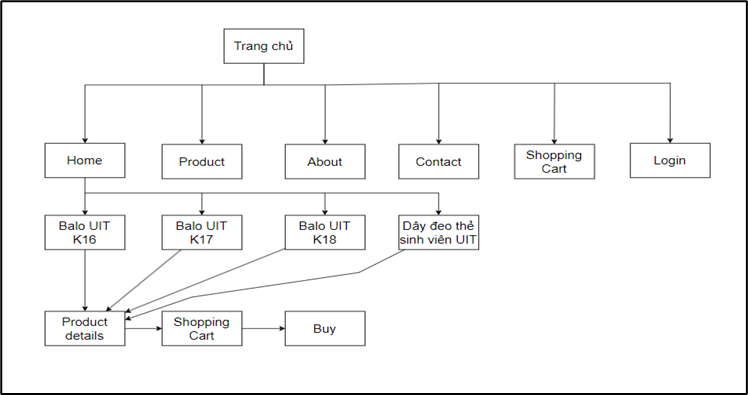 Trang chủ
Home
Product
About
Contact
Shopping
Cart
Login
Balo UIT
K16
Balo UIT
K17
Balo UIT
K18
Dây đeo thẻ
sinh viên UIT
Product
details
Shopping
Cart
Buy